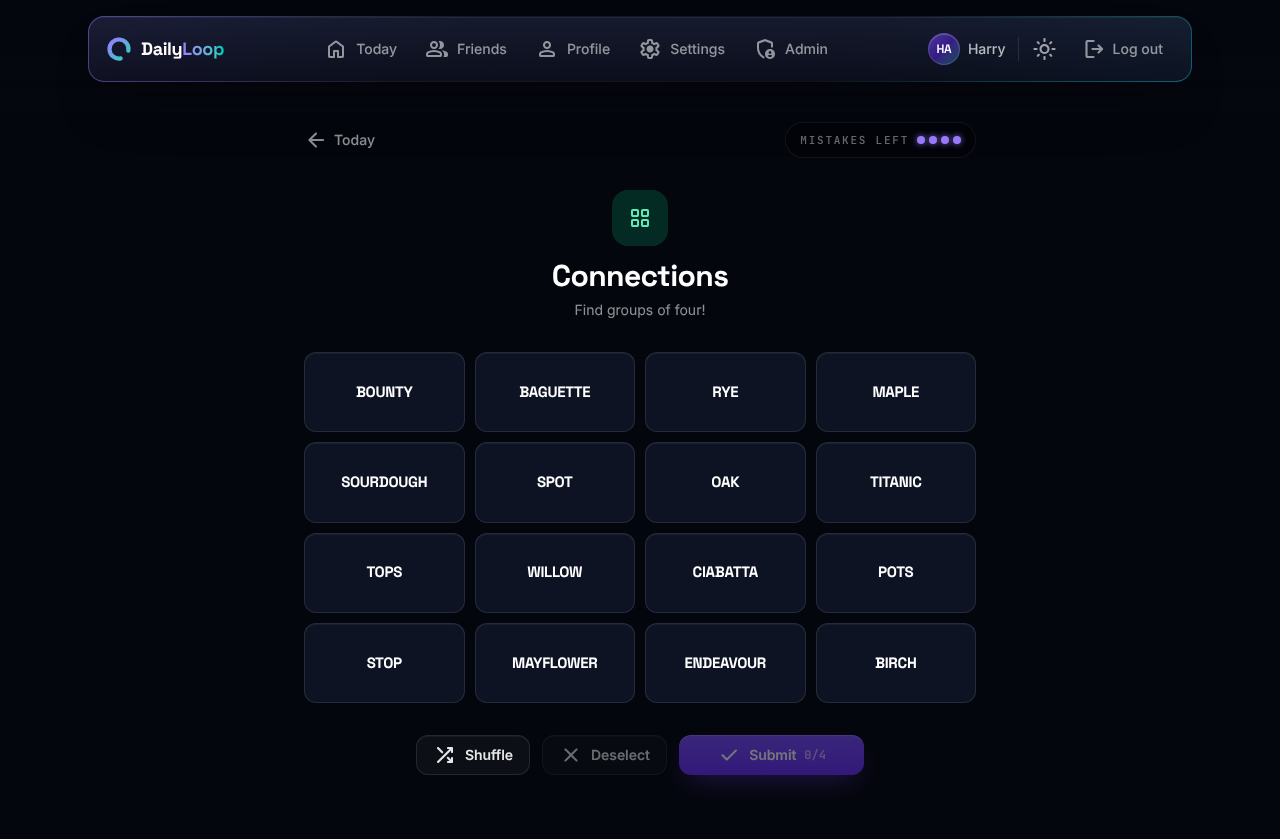 DailyLoop Today Friends Profile Settings Admin HA Harry Log out
Today MISTAKES LEFT
Connections
Find groups of four!
BOUNTY BAGUETTE RYE MAPLE
SOURDOUGH SPOT OAK TITANIC
TOPS WILLOW CIABATTA POTS
STOP MAYFLOWER ENDEAVOUR BIRCH
Shuffle Deselect Submit 0/4